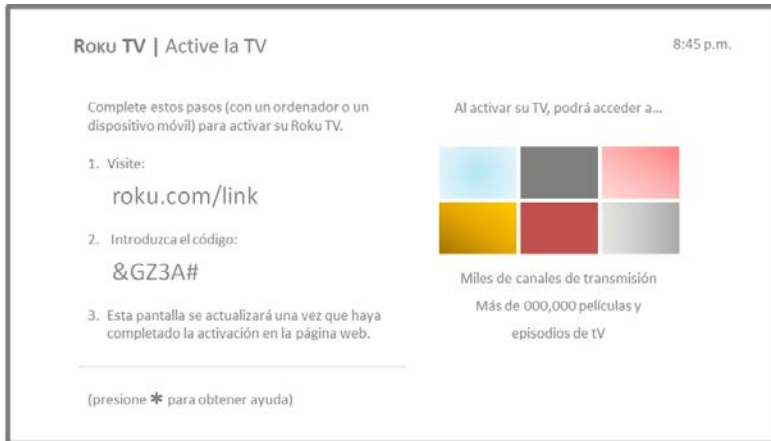 ROKU TV | Active la TV
8:45 p.m.
Complete estos pasos (con un ordenador o un
dispositivo móvil) para activar su Roku TV.
1. Visite:
roku.com/link
2. Introduzca el código:
&GZ3A#
3. Esta pantalla se actualizará una vez que haya
completado la activación en la página web.
(presione * para obtener ayuda)
Al activar su TV, podrá acceder a...
Miles de canales de transmisión
Más de 000,000 películas y
episodios de tV